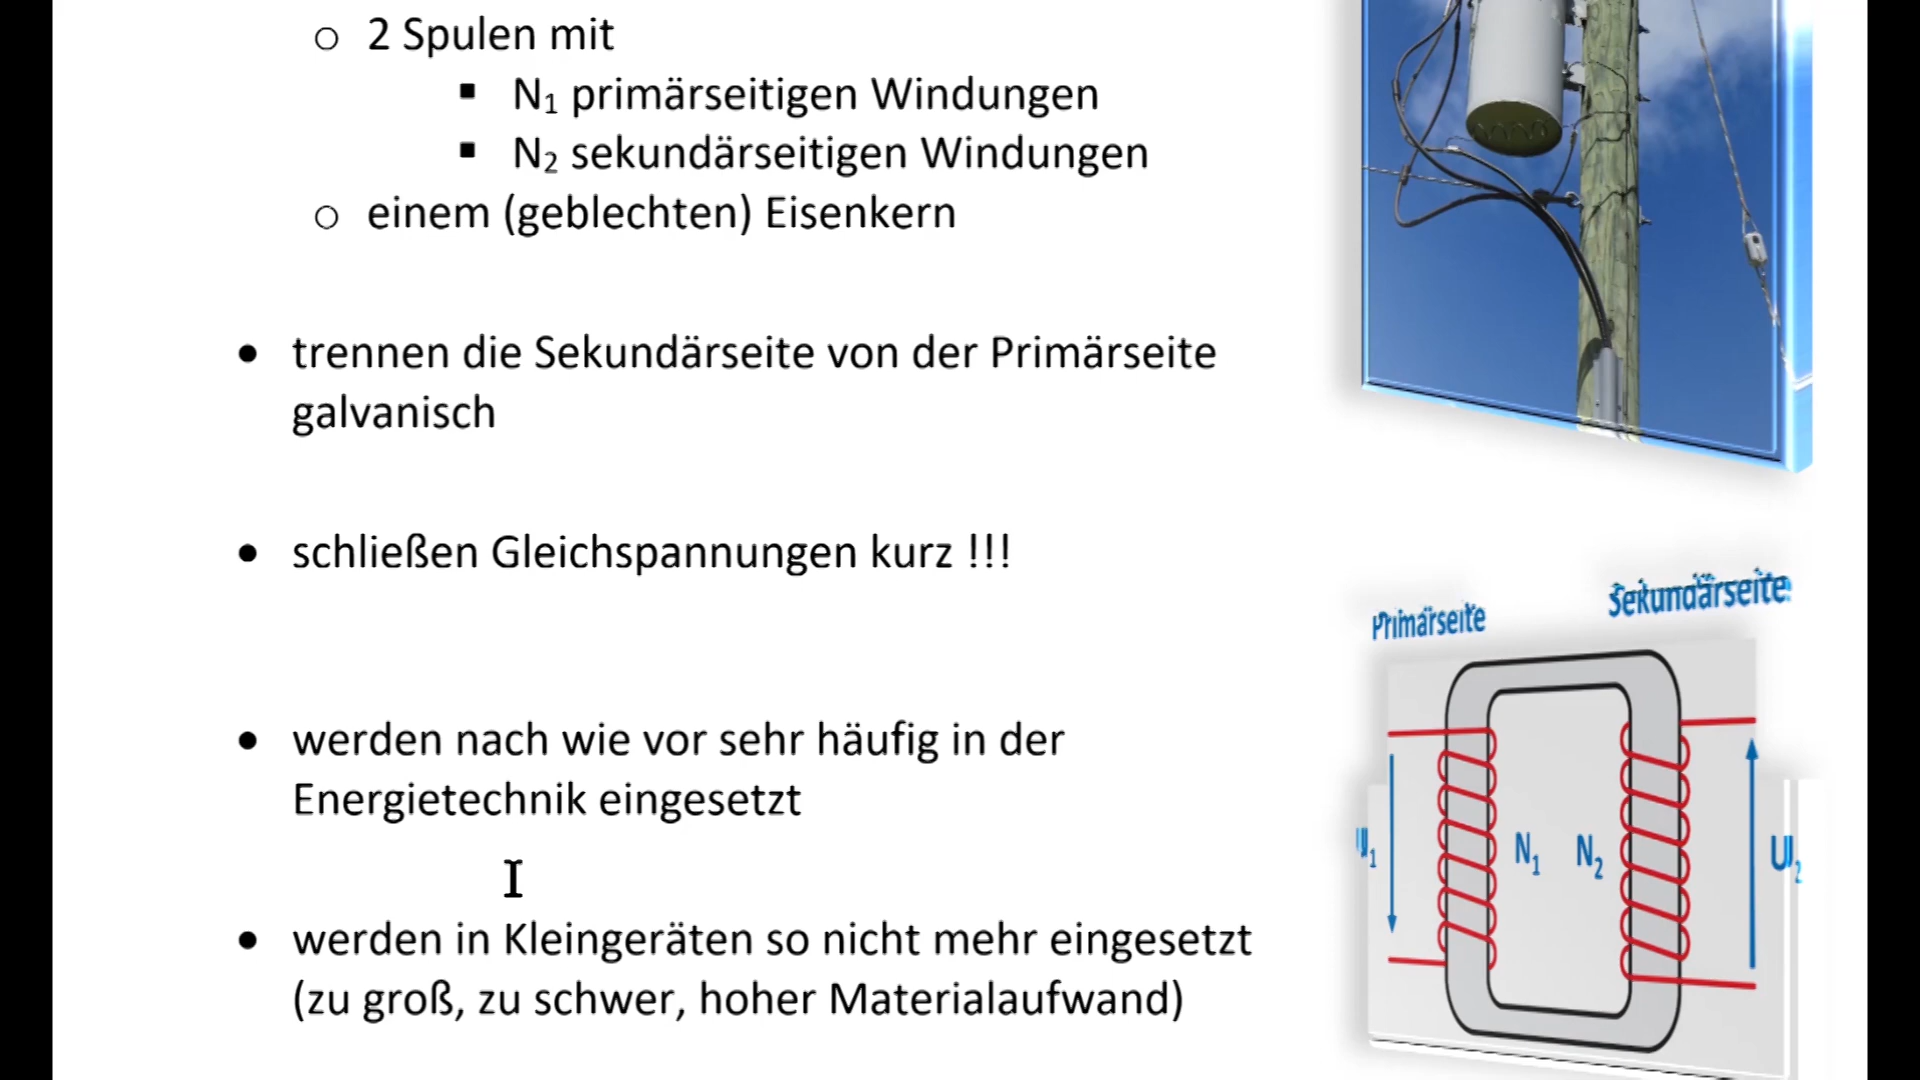 2 Spulen mit
N₁ primärseitigen Windungen
N₂ sekundärseitigen Windungen
einem (geblechten) Eisenkern
trennen die Sekundärseite von der Primärseite
galvanisch
schließen Gleichspannungen kurz !!!
werden nach wie vor sehr häufig in der
Energietechnik eingesetzt
werden in Kleingeräten so nicht mehr eingesetzt
(zu groß, zu schwer, hoher Materialaufwand)
Primärseite
Sekundärseite
N₁
N₂
U₂